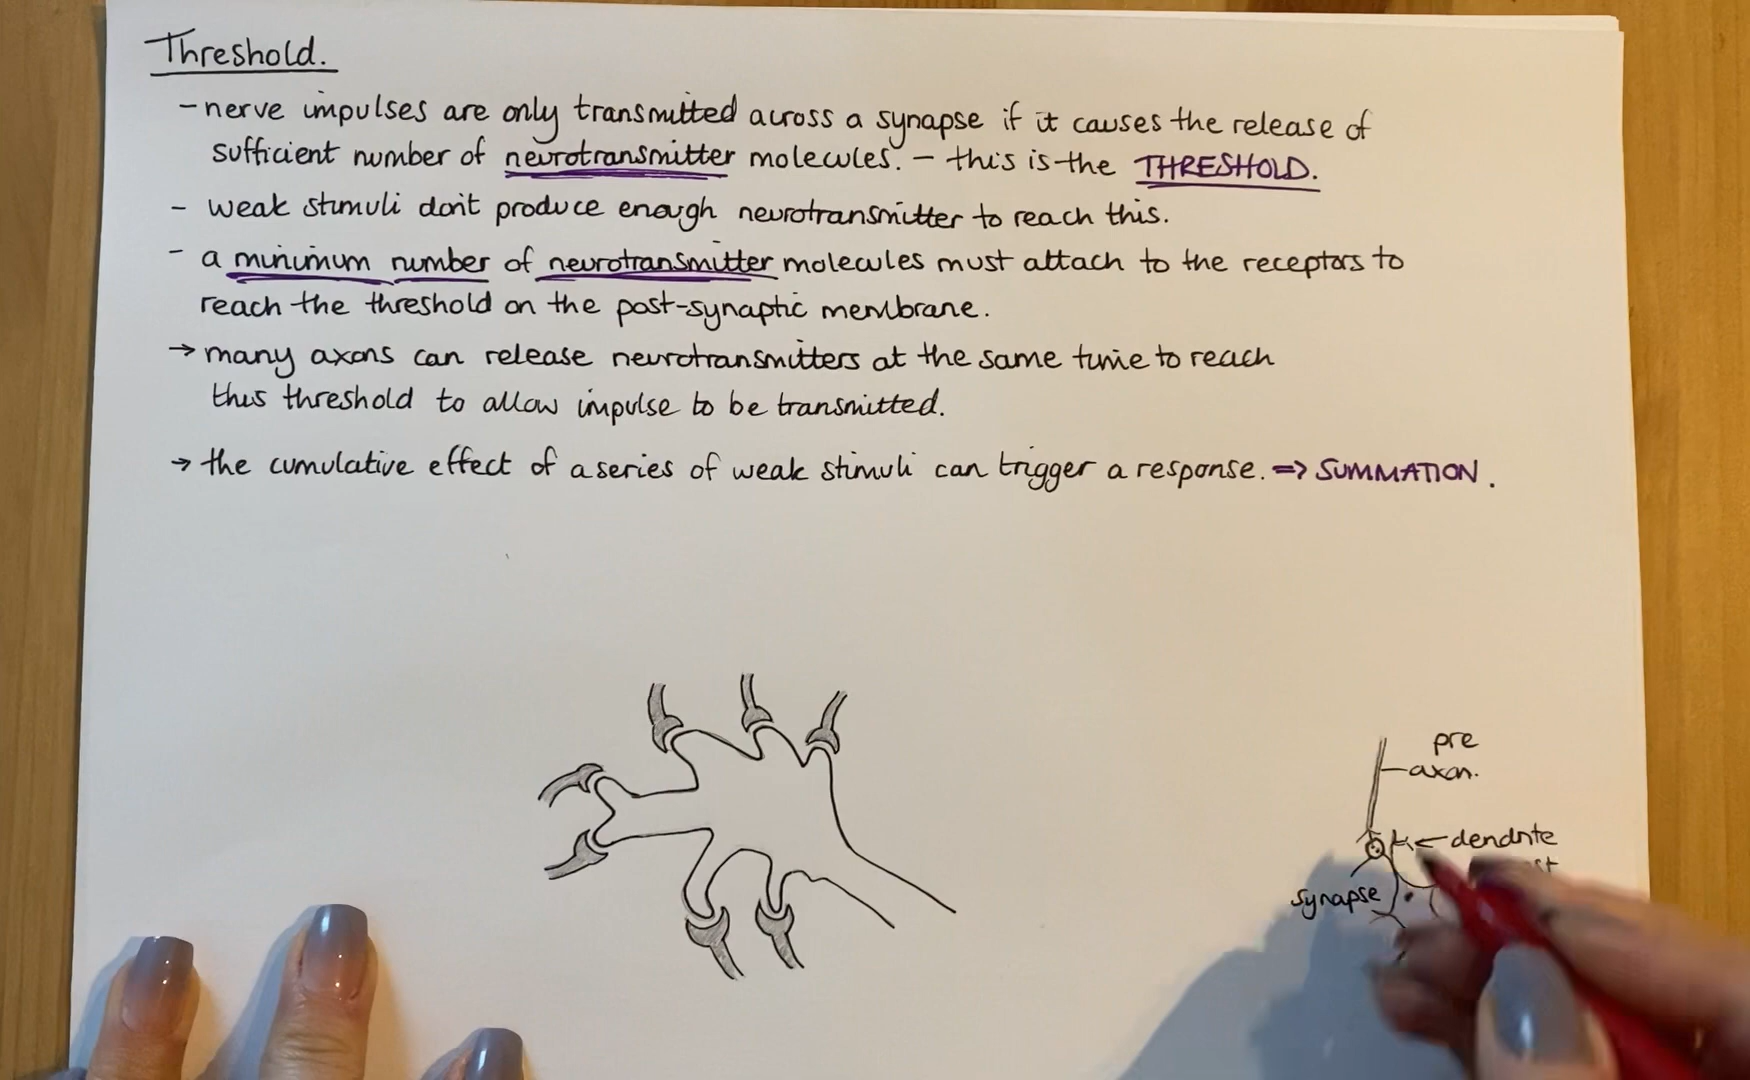 Threshold.
- nerve impulses are only transmitted across a synapse if it causes the release of
sufficient number of neurotransmitter molecules. - this is the THRESHOLD.
- weak stimuli don't produce enough neurotransmitter to reach this.
- a minimum number of neurotransmitter molecules must attach to the receptors to
reach the threshold on the post-synaptic membrane.
→ many axons can release neurotransmitters at the same time to reach
this threshold to allow impulse to be transmitted.
→ the cumulative effect of a series of weak stimuli can trigger a response. => SUMMATION.
pre
axon.
dendrite
synapse